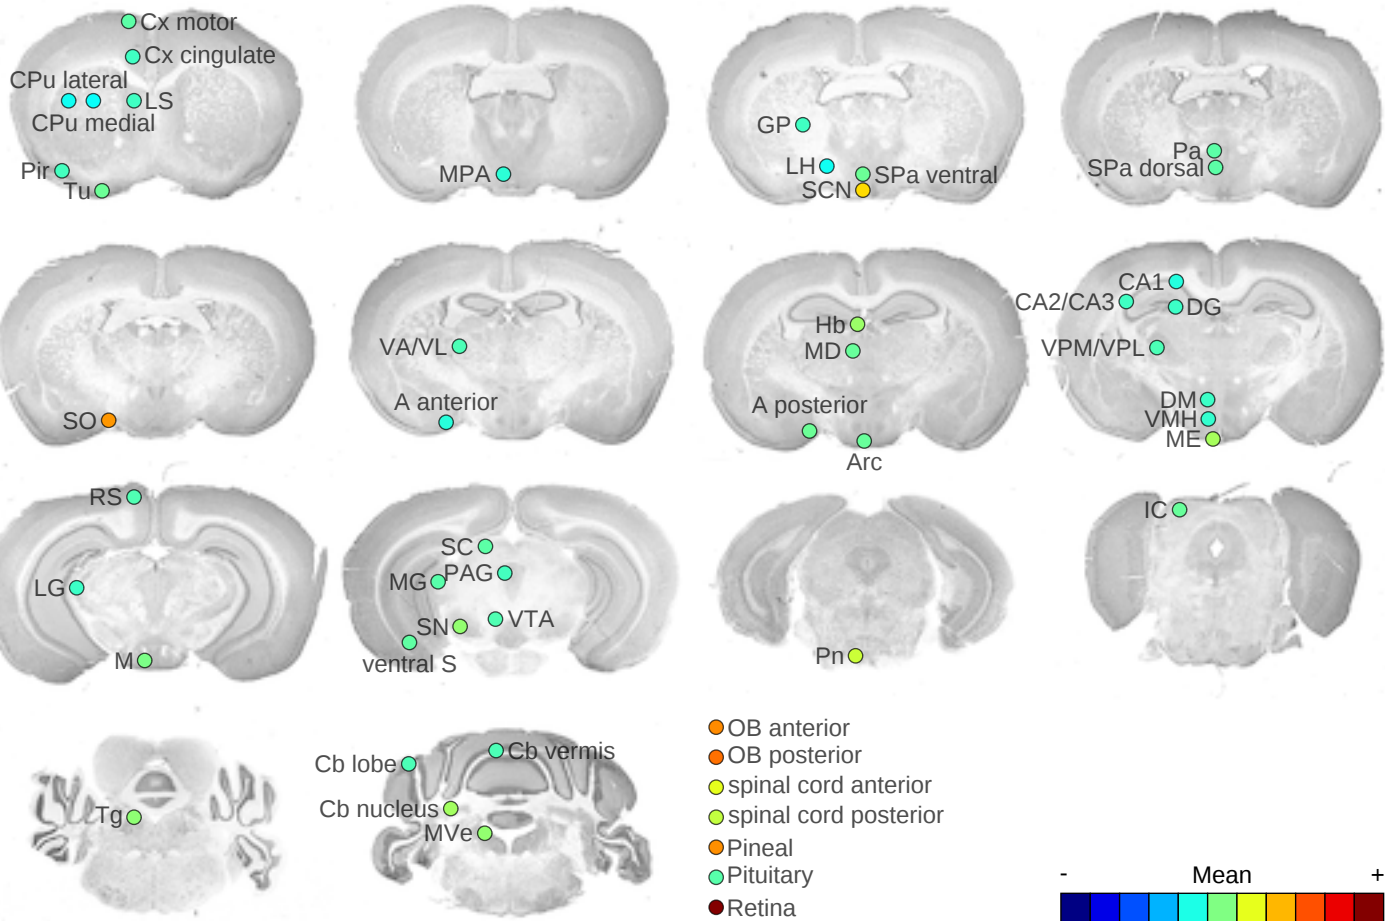 Cx motor
Cx cingulate
CPu lateral
LS
CPu medial
Pir
Tu
MPA
GP
LH
SPa ventral
SCN
Pa
SPa dorsal
SO
VA/VL
A anterior
Hb
MD
A posterior
Arc
CA1
CA2/CA3
DG
VPM/VPL
DM
VMH
ME
RS
LG
M
SC
MG
PAG
SN
VTA
ventral S
Pn
IC
Tg
Cb lobe
Cb vermis
Cb nucleus
MVe
OB anterior
OB posterior
spinal cord anterior
spinal cord posterior
Pineal
Pituitary
Retina
- Mean +